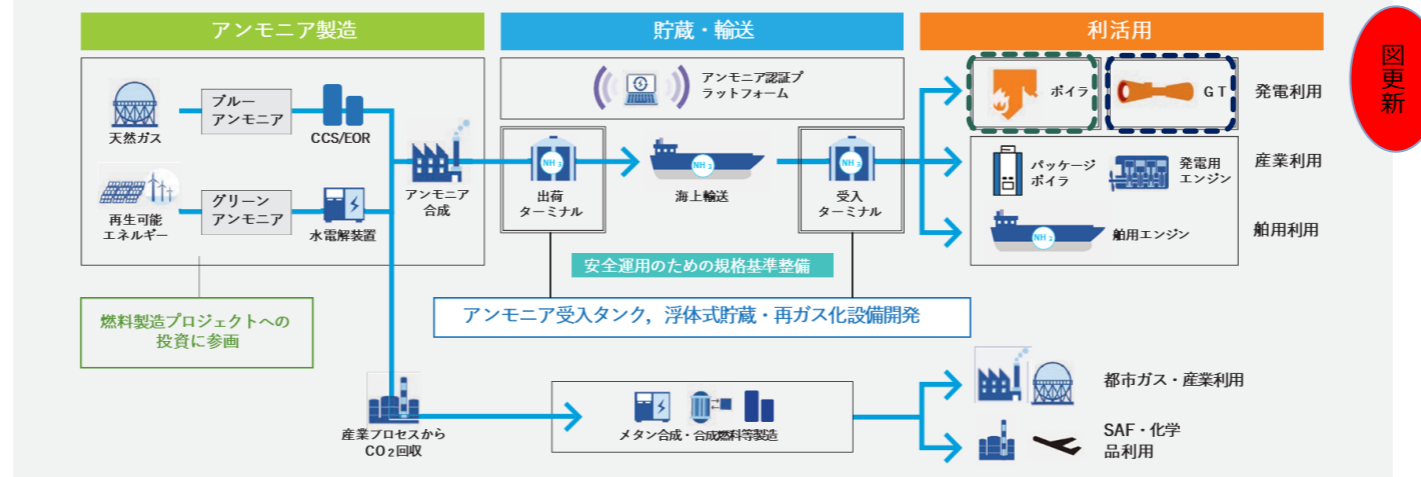 アンモニア製造
貯蔵・輸送
利活用
図更新
天然ガス
ブルー
アンモニア
CCS/EOR
再生可能
エネルギー
グリーン
アンモニア
水電解装置
アンモニア
合成
アンモニア認証プ
ラットフォーム
NH3
出荷
ターミナル
NH3
海上輸送
NH3
受入
ターミナル
ボイラ
GT
発電利用
パッケージ
ボイラ
発電用
エンジン
産業利用
NH3
舶用エンジン
舶用利用
安全運用のための規格基準整備
アンモニア受入タンク，浮体式貯蔵・再ガス化設備開発
燃料製造プロジェクトへの
投資に参画
産業プロセスから
CO2回収
メタン合成・合成燃料等製造
都市ガス・産業利用
SAF・化学
品利用